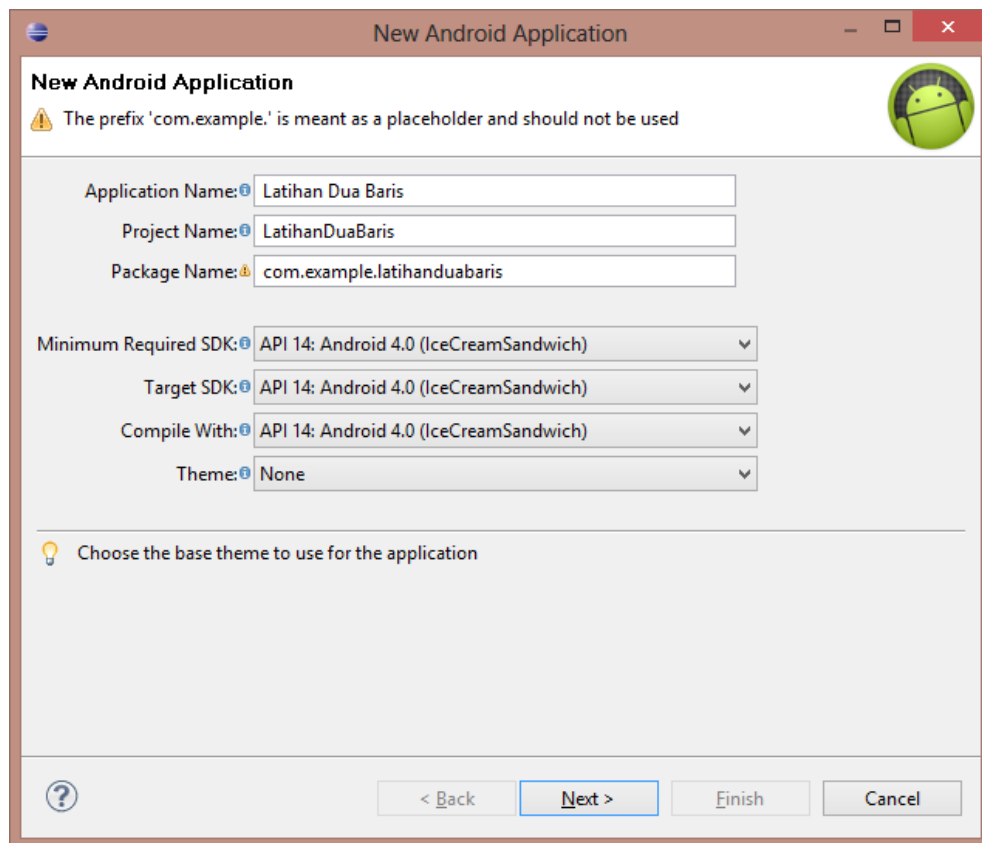 New Android Application
New Android Application
The prefix 'com.example.' is meant as a placeholder and should not be used
Application Name: Latihan Dua Baris
Project Name: LatihanDuaBaris
Package Name: com.example.latihanduabaris
Minimum Required SDK: API 14: Android 4.0 (IceCreamSandwich)
Target SDK: API 14: Android 4.0 (IceCreamSandwich)
Compile With: API 14: Android 4.0 (IceCreamSandwich)
Theme: None
Choose the base theme to use for the application
? < Back Next > Finish Cancel